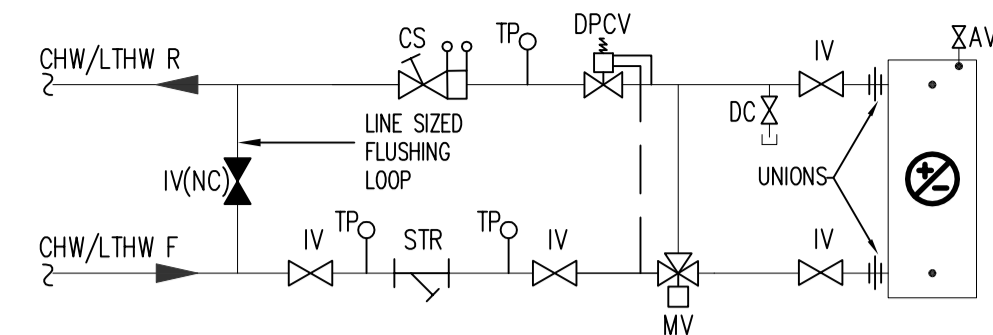 CS
TP
DPCV
IV
AV
CHW/LTHW R
DC
LINE SIZED
FLUSHING
LOOP
IV(NC)
UNIONS
CHW/LTHW F
IV
TP
STR
TP
IV
IV
MV